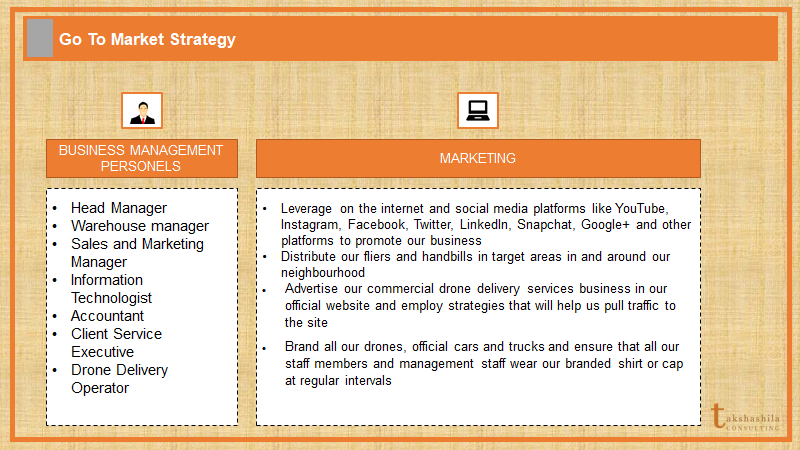 Go To Market Strategy
BUSINESS MANAGEMENT
PERSONELS
MARKETING
• Head Manager
• Warehouse manager
• Sales and Marketing
Manager
• Information
Technologist
• Accountant
• Client Service
Executive
• Drone Delivery
Operator
• Leverage on the internet and social media platforms like YouTube,
Instagram, Facebook, Twitter, LinkedIn, Snapchat, Google+ and other
platforms to promote our business
• Distribute our fliers and handbills in target areas in and around our
neighbourhood
• Advertise our commercial drone delivery services business in our
official website and employ strategies that will help us pull traffic to
the site
• Brand all our drones, official cars and trucks and ensure that all our
staff members and management staff wear our branded shirt or cap
at regular intervals
takshashila
CONSULTING